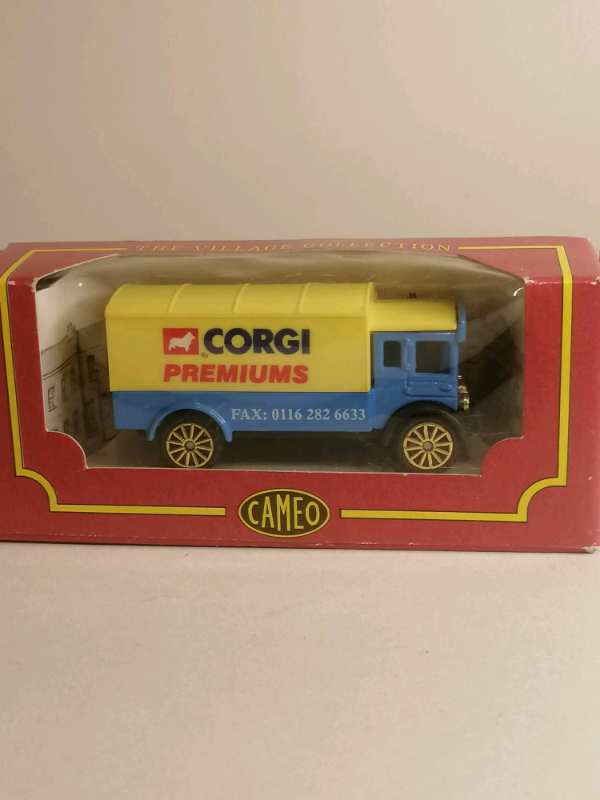 THE VILLAGE COLLECTION
CORGI
®
PREMIUMS
FAX: 0116 282 6633
CAMEO